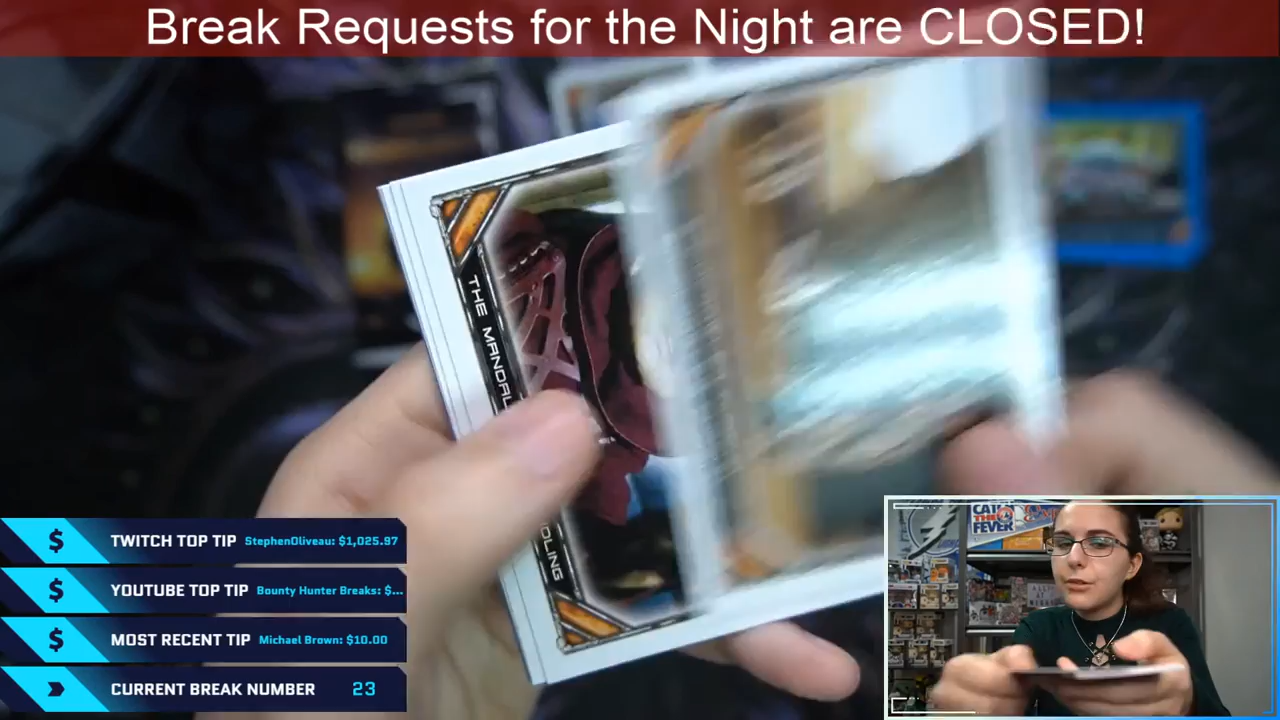 Break Requests for the Night are CLOSED!
THE MANDAL
DLING
CATCH
THE
FEVER
TWITCH TOP TIP StephenOliveau: $1,025.97
YOUTUBE TOP TIP Bounty Hunter Breaks: $...
MOST RECENT TIP Michael Brown: $10.00
CURRENT BREAK NUMBER 23